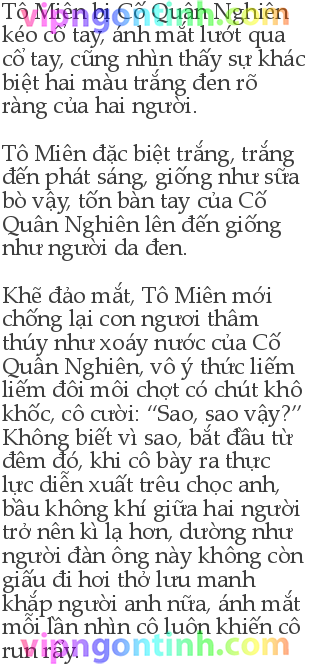 Tô Miên bị Cố Quân Nghiên
kéo cổ tay, ánh mắt lướt qua
cổ tay, cũng nhìn thấy sự khác
biệt hai màu trắng đen rõ
ràng của hai người.
Tô Miên đặc biệt trắng, trắng
đến phát sáng, giống như sữa
bò vậy, tốn bàn tay của Cố
Quân Nghiên lên đến giống
như người da đen.
Khẽ đảo mắt, Tô Miên mới
chống lại con ngươi thâm
thúy như xoáy nước của Cố
Quân Nghiên, vô ý thức liếm
liếm đôi môi chợt có chút khô
khốc, cô cười: “Sao, sao vậy?”
Không biết vì sao, bắt đầu từ
đêm đó, khi cô bày ra thực
lực diễn xuất trêu chọc anh,
bầu không khí giữa hai người
trở nên kì lạ hơn, dường như
người đàn ông này không còn
giấu đi hơi thở lưu manh
khắp người anh nữa, ánh mắt
mỗi lần nhìn cô luôn khiến cô
run rẩy.
vipngontinh.com
vipngontinh.com